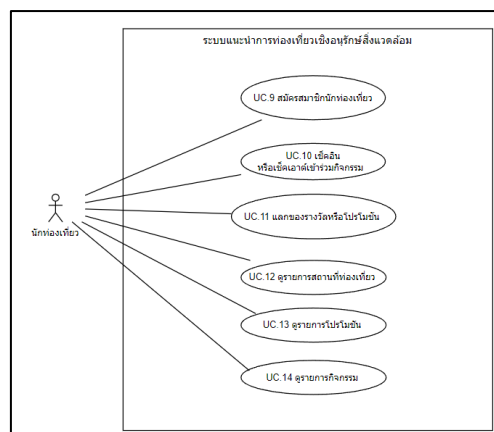 ระบบแนะนำการท่องเที่ยวเชิงอนุรักษ์สิ่งแวดล้อม
UC.9 สมัครสมาชิกนักท่องเที่ยว
UC.10 เช็คอิน
หรือเช็คเอาต์เข้าร่วมกิจกรรม
UC.11 แลกของรางวัลหรือโปรโมชัน
นักท่องเที่ยว
UC.12 ดูรายการสถานที่ท่องเที่ยว
UC.13 ดูรายการโปรโมชัน
UC.14 ดูรายการกิจกรรม